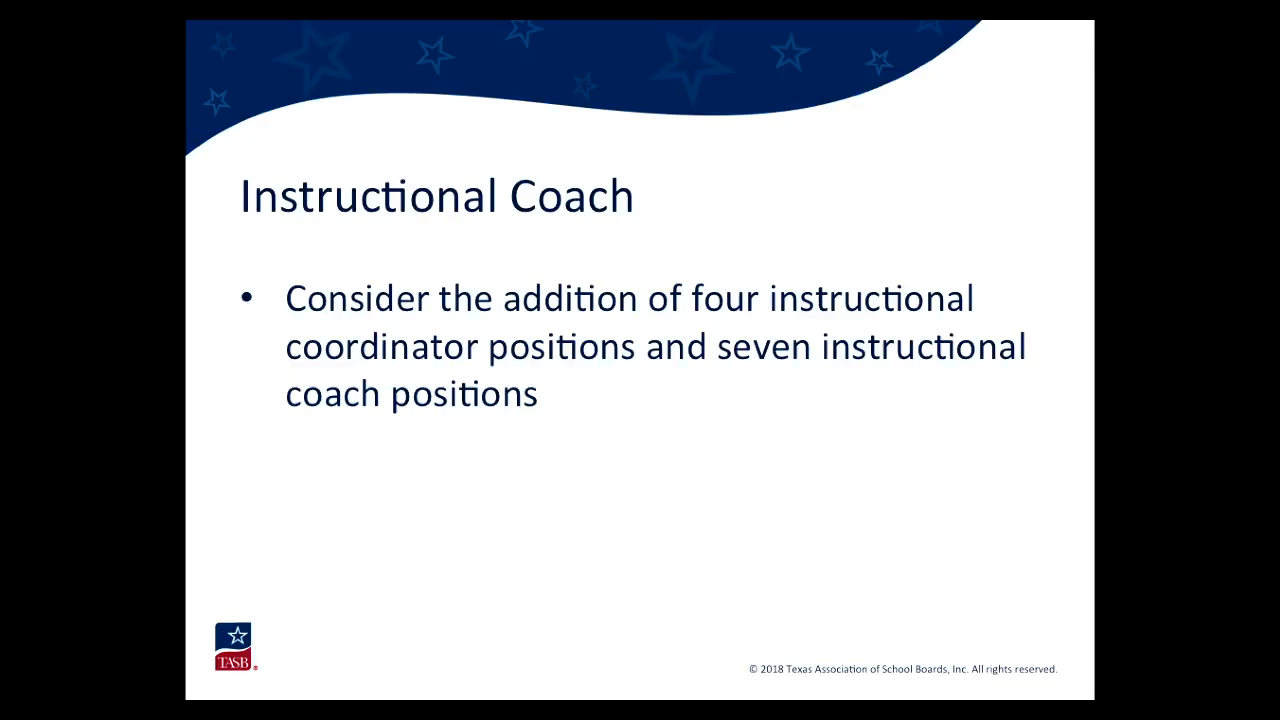 Instructional Coach
• Consider the addition of four instructional
coordinator positions and seven instructional
coach positions
TASB®
© 2018 Texas Association of School Boards, Inc. All rights reserved.